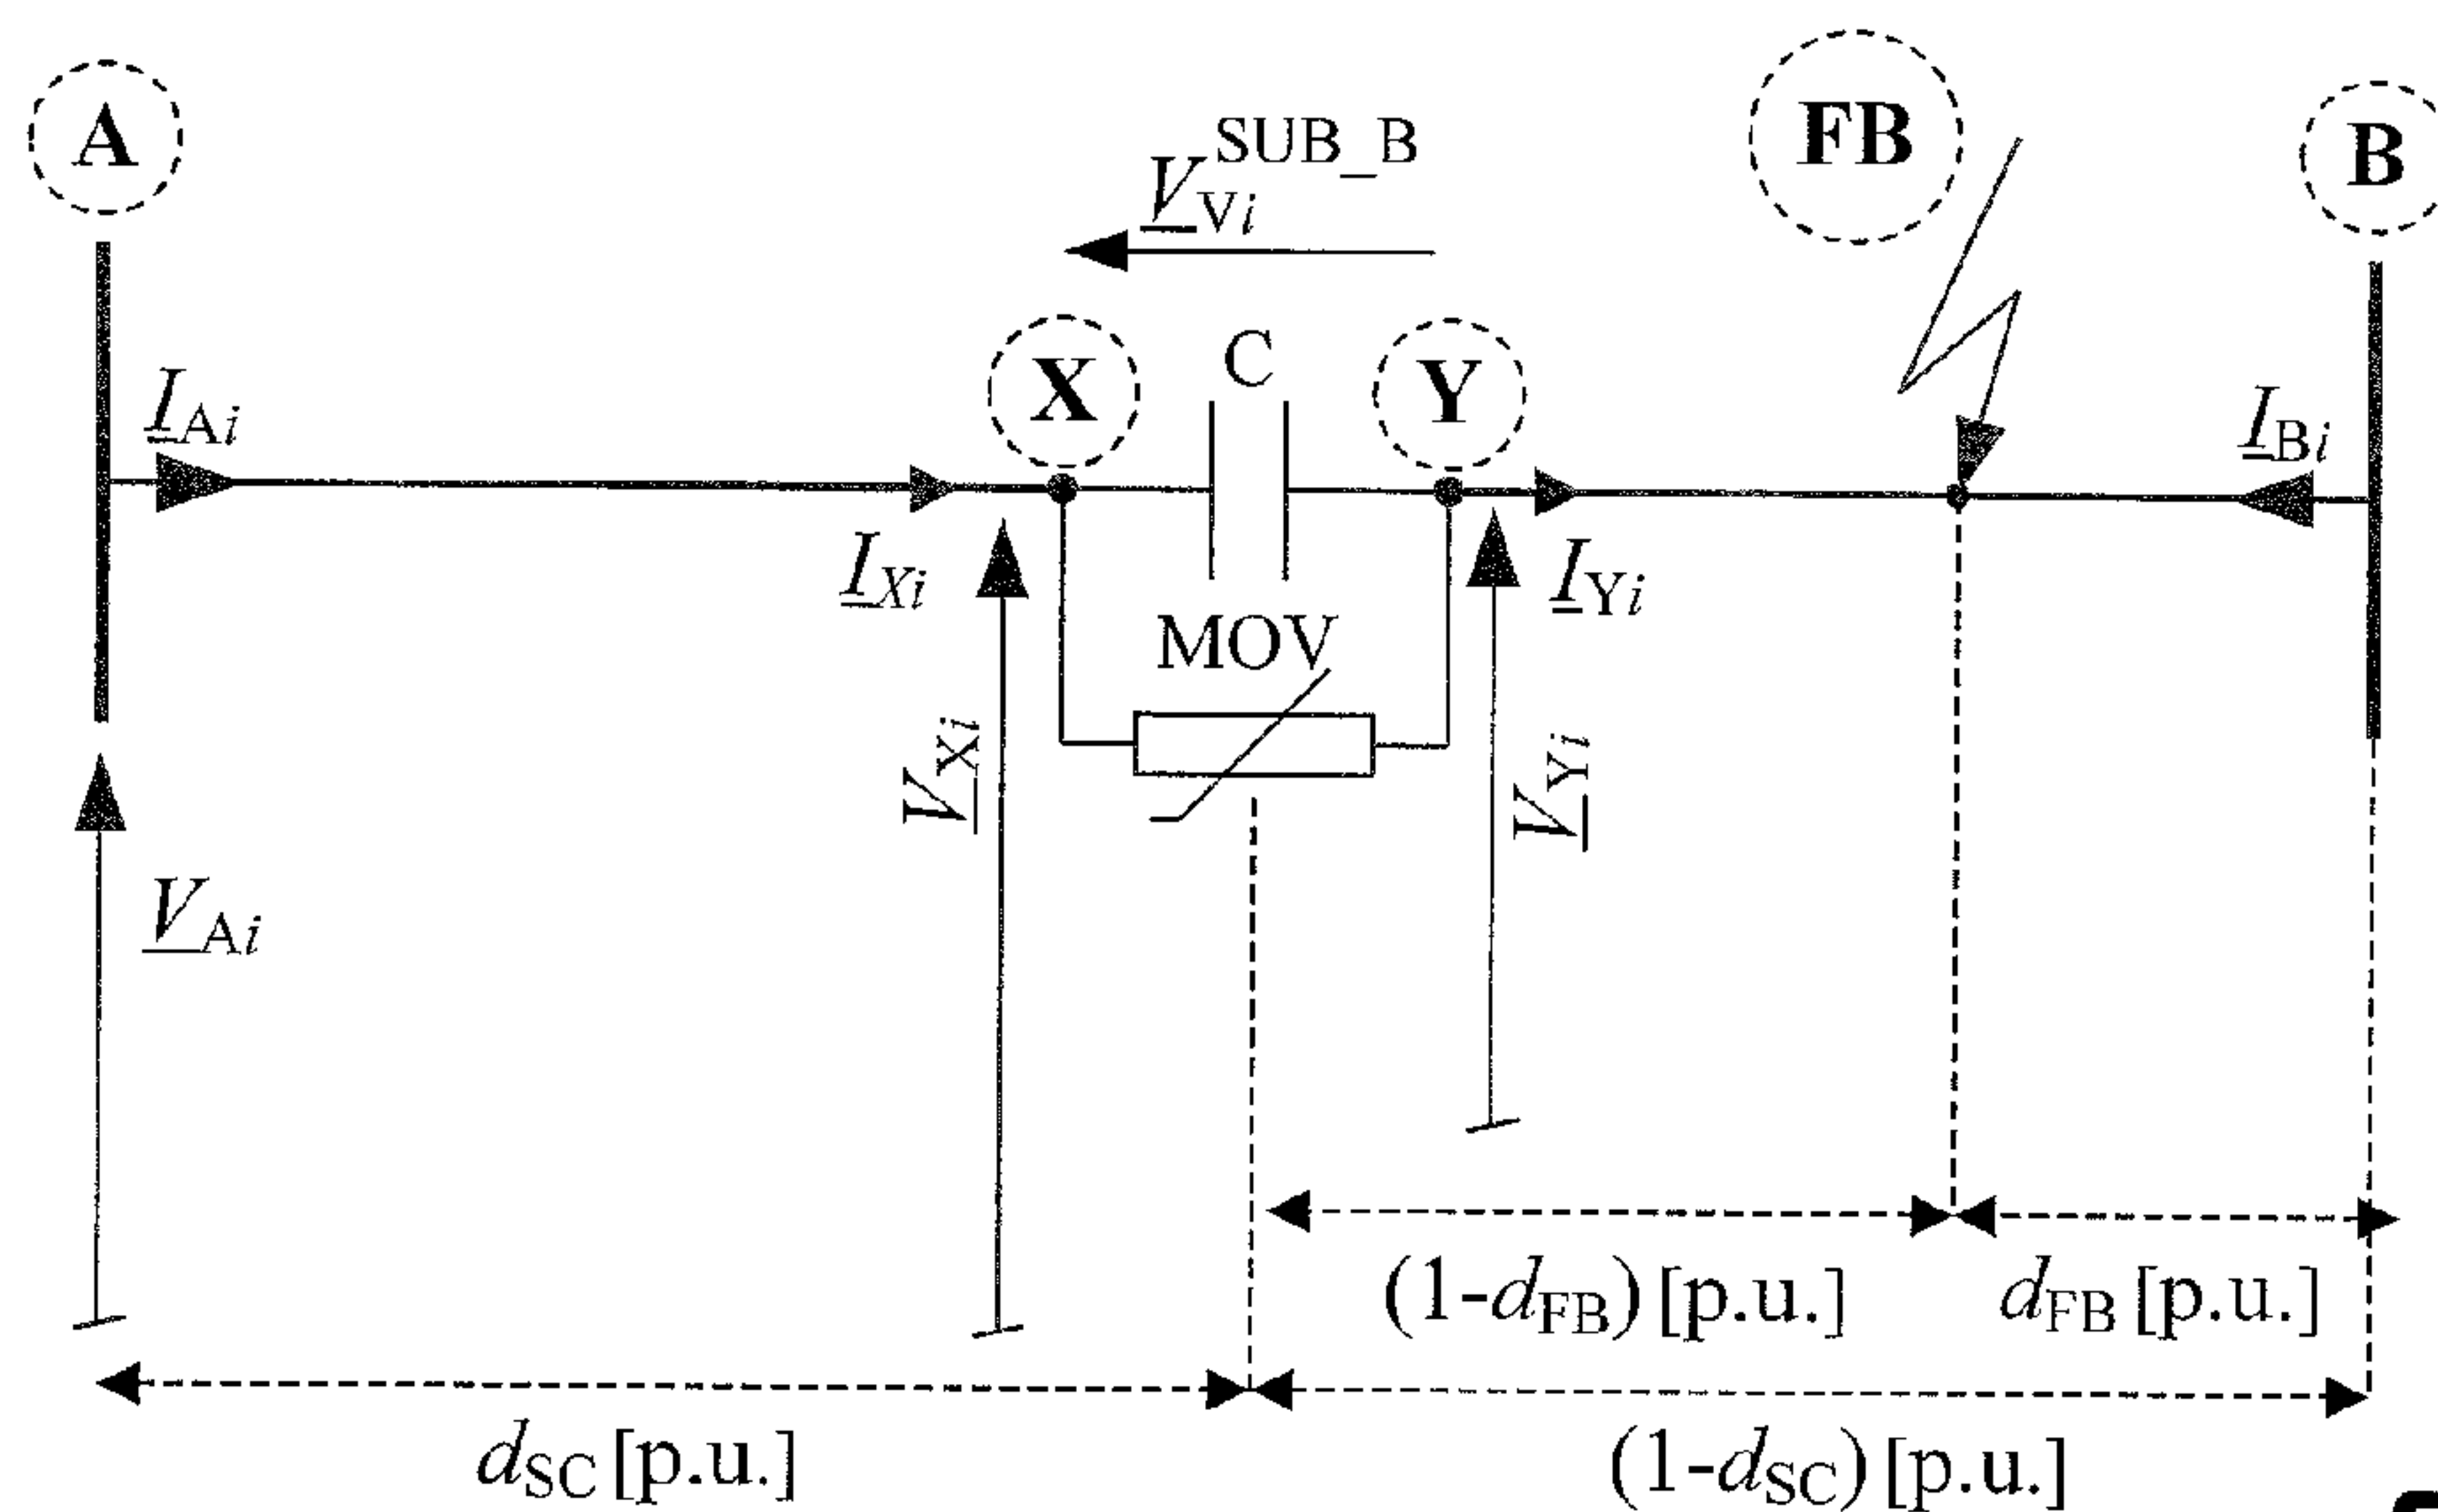 A
FB
B
V_Vi^SUB_B
X
C
Y
I_Ai
I_Bi
I_Xi
I_Yi
MOV
V_Xi
V_Yi
V_Ai
(1-d_FB) [p.u.]
d_FB [p.u.]
d_SC [p.u.]
(1-d_SC) [p.u.]